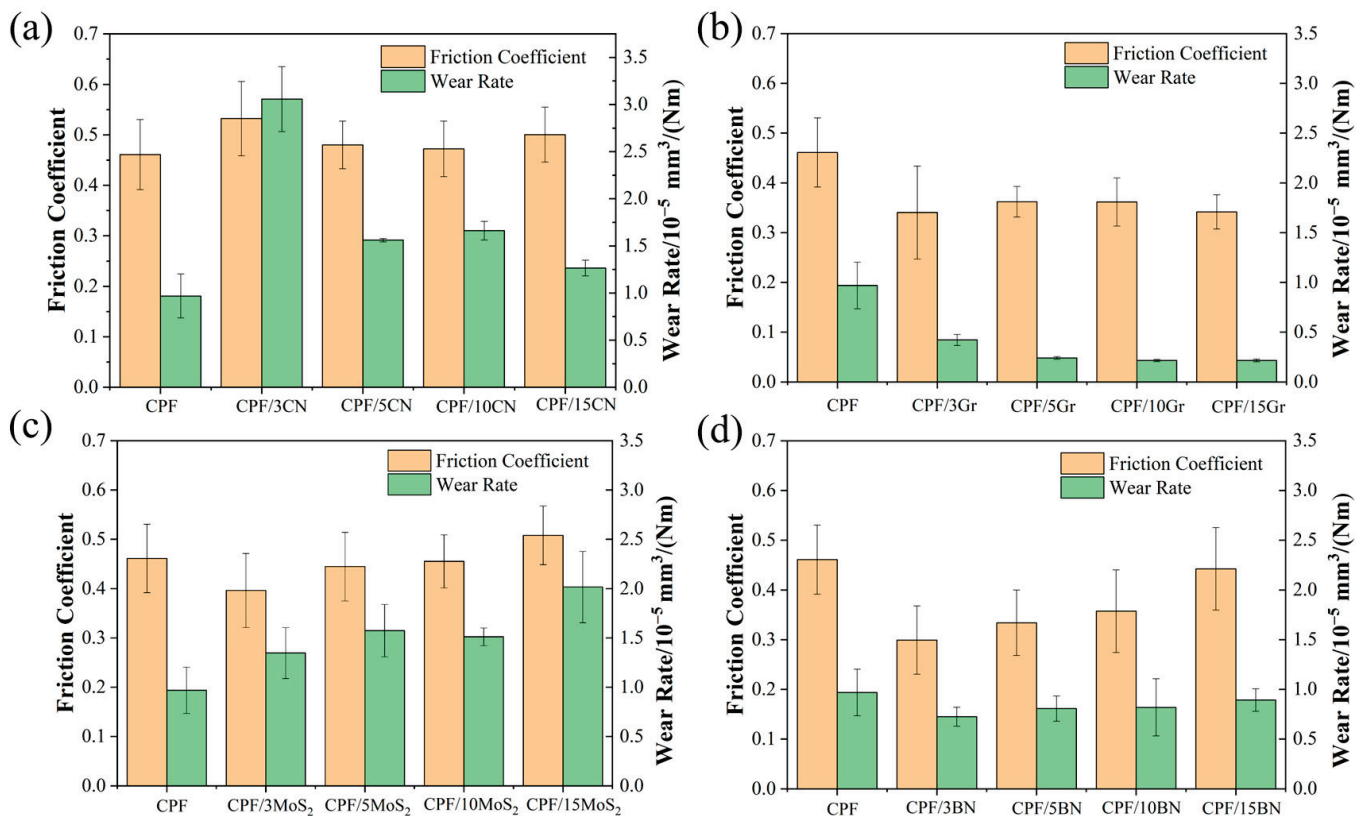 (a)
Friction Coefficient
Wear Rate
Friction Coefficient
0.7
0.6
0.5
0.4
0.3
0.2
0.1
0.0
3.5
3.0
2.5
2.0
1.5
1.0
0.5
0.0
Wear Rate/10⁻⁵ mm³/(Nm)
CPF CPF/3CN CPF/5CN CPF/10CN CPF/15CN
(b)
Friction Coefficient
Wear Rate
Friction Coefficient
0.7
0.6
0.5
0.4
0.3
0.2
0.1
0.0
3.5
3.0
2.5
2.0
1.5
1.0
0.5
0.0
Wear Rate/10⁻⁵ mm³/(Nm)
CPF CPF/3Gr CPF/5Gr CPF/10Gr CPF/15Gr
(c)
Friction Coefficient
Wear Rate
Friction Coefficient
0.7
0.6
0.5
0.4
0.3
0.2
0.1
0.0
3.5
3.0
2.5
2.0
1.5
1.0
0.5
0.0
Wear Rate/10⁻⁵ mm³/(Nm)
CPF CPF/3MoS₂ CPF/5MoS₂ CPF/10MoS₂ CPF/15MoS₂
(d)
Friction Coefficient
Wear Rate
Friction Coefficient
0.7
0.6
0.5
0.4
0.3
0.2
0.1
0.0
3.5
3.0
2.5
2.0
1.5
1.0
0.5
0.0
Wear Rate/10⁻⁵ mm³/(Nm)
CPF CPF/3BN CPF/5BN CPF/10BN CPF/15BN